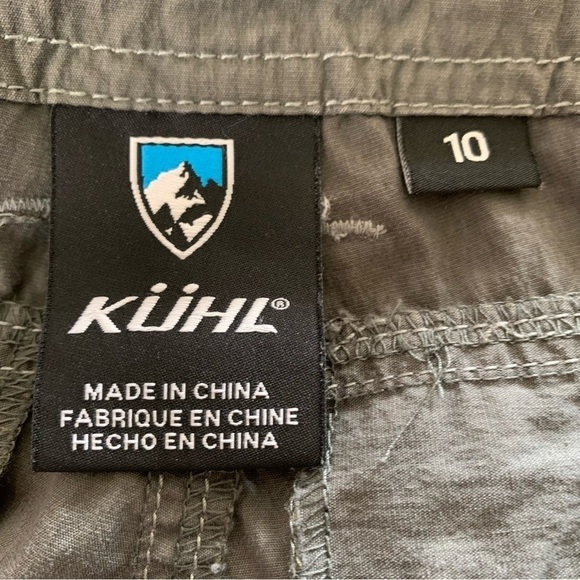 10
KÜHL®
MADE IN CHINA
FABRIQUE EN CHINE
HECHO EN CHINA